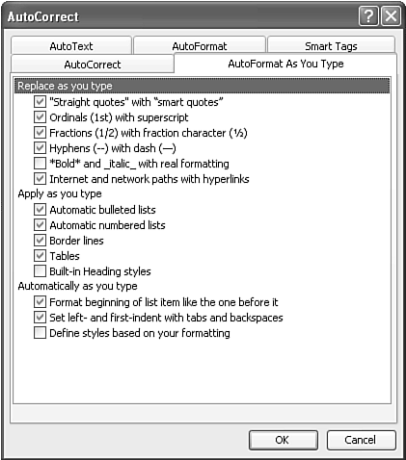 AutoCorrect
AutoText AutoFormat Smart Tags
AutoCorrect AutoFormat As You Type
Replace as you type
"Straight quotes" with “smart quotes”
Ordinals (1st) with superscript
Fractions (1/2) with fraction character (½)
Hyphens (--) with dash (—)
*Bold* and _italic_ with real formatting
Internet and network paths with hyperlinks
Apply as you type
Automatic bulleted lists
Automatic numbered lists
Border lines
Tables
Built-in Heading styles
Automatically as you type
Format beginning of list item like the one before it
Set left- and first-indent with tabs and backspaces
Define styles based on your formatting
OK Cancel